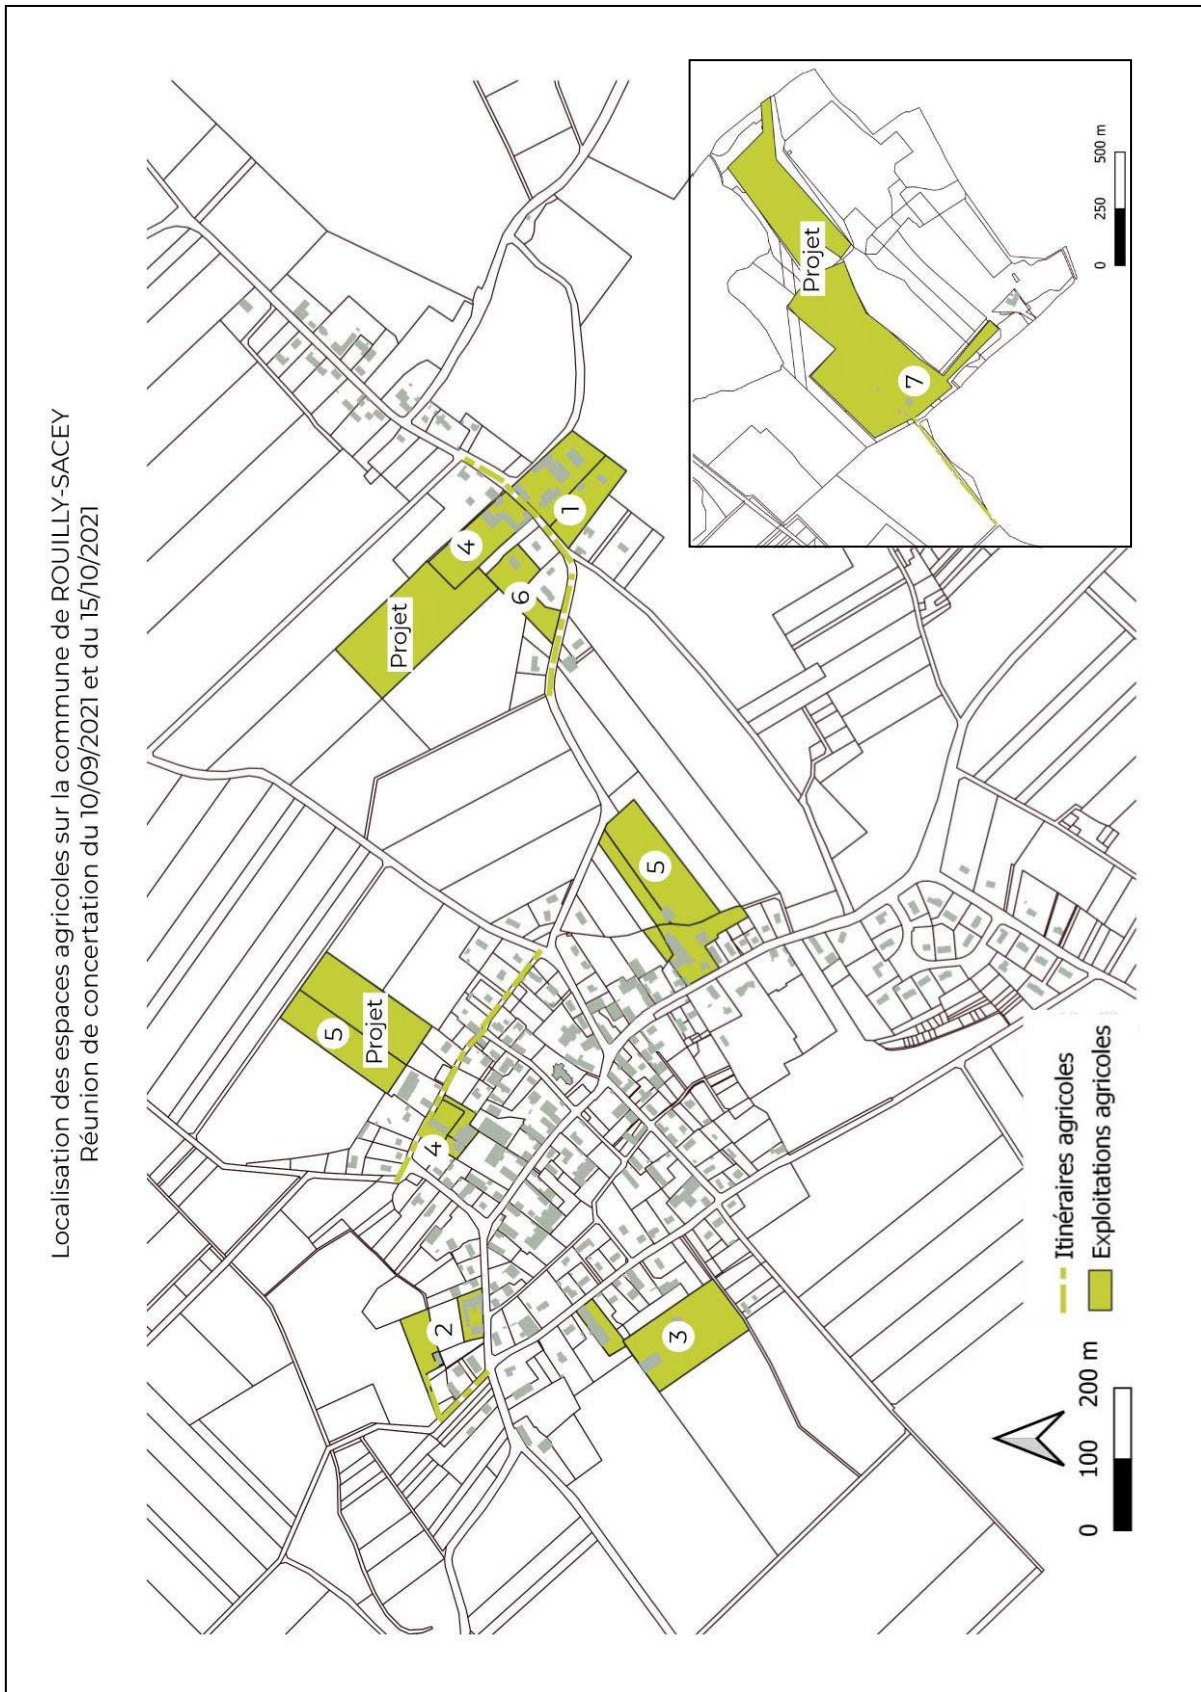 Localisation des espaces agricoles sur la commune de ROUILLY-SACEY
Réunion de concertation du 10/09/2021 et du 15/10/2021
5
Projet
4
2
3
5
Projet
4
6
1
Projet
7
0 250 500 m
Itinéraires agricoles
Exploitations agricoles
0 100 200 m